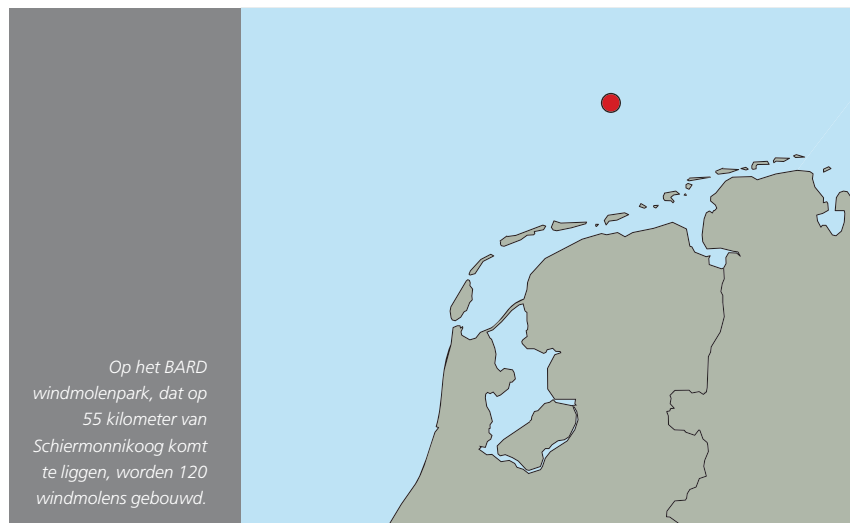 Op het BARD
windmolenpark, dat op
55 kilometer van
Schiermonnikoog komt
te liggen, worden 120
windmolens gebouwd.